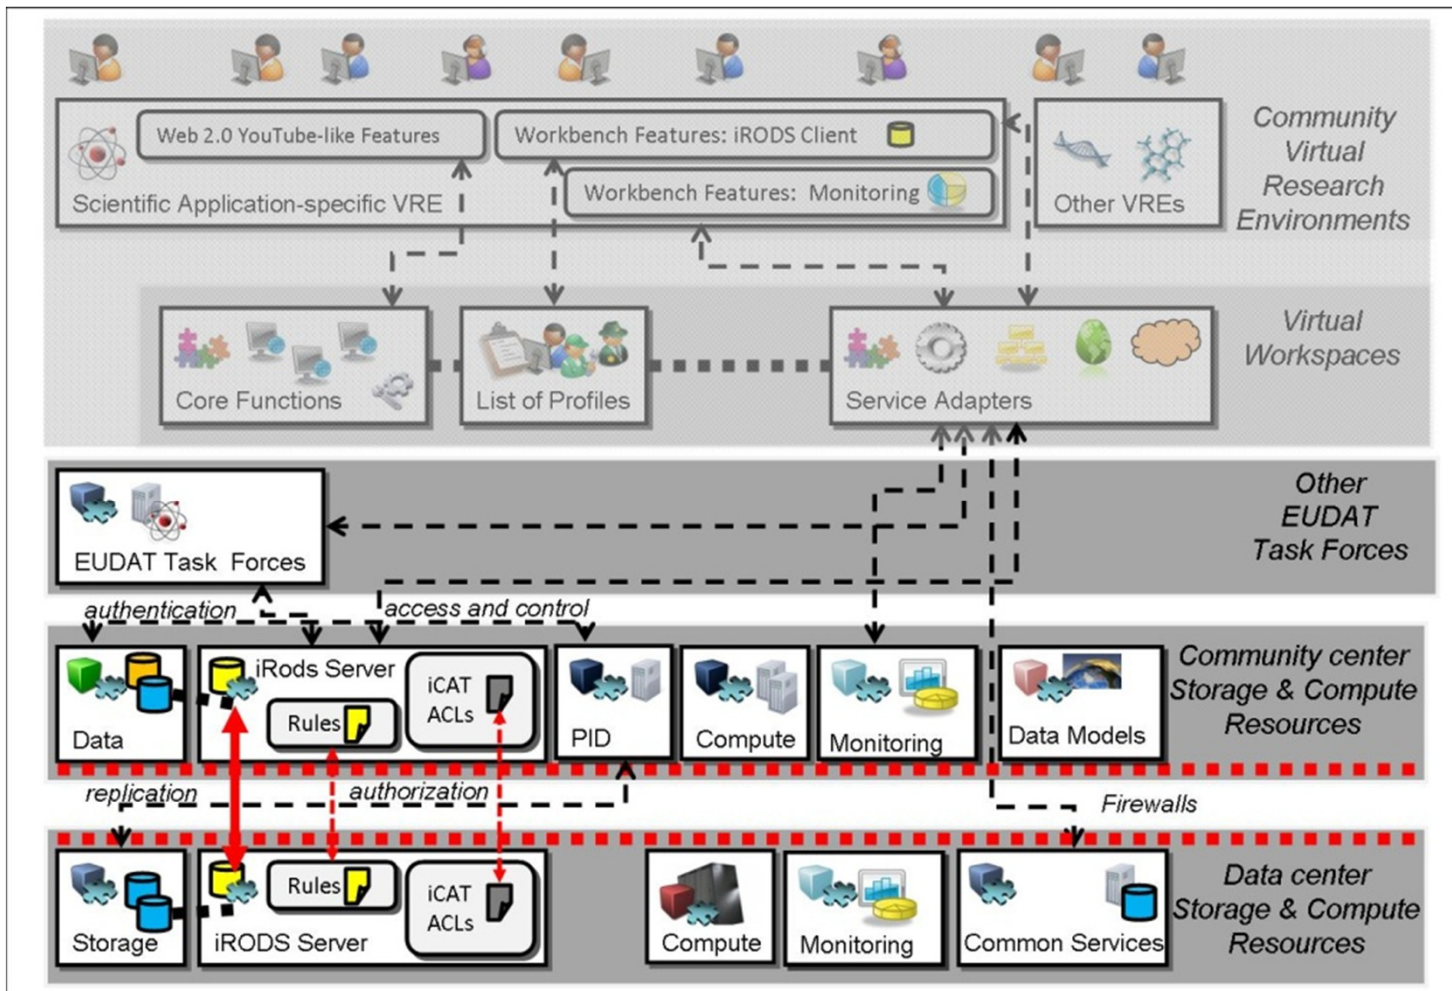 Web 2.0 YouTube-like Features
Workbench Features: iRODS Client
Workbench Features: Monitoring
Scientific Application-specific VRE
Other VREs
Community
Virtual
Research
Environments
Core Functions
List of Profiles
Service Adapters
Virtual
Workspaces
EUDAT Task Forces
Other
EUDAT
Task Forces
authentication
access and control
Data
iRods Server
Rules
iCAT
ACLs
PID
Compute
Monitoring
Data Models
Community center
Storage & Compute
Resources
replication
authorization
Firewalls
Storage
Rules
iRODS Server
iCAT
ACLs
Compute
Monitoring
Common Services
Data center
Storage & Compute
Resources